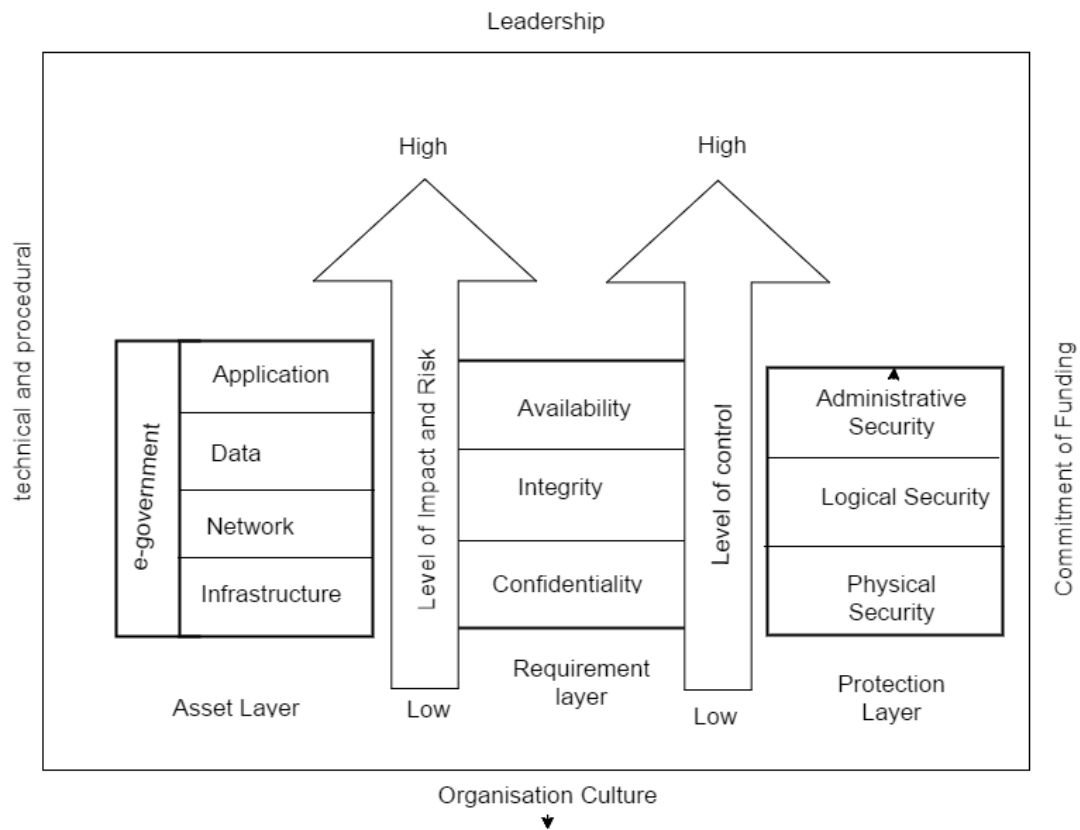 Leadership
High
High
technical and procedural
e-government
Application
Data
Network
Infrastructure
Asset Layer
Level of Impact and Risk
Low
Availability
Integrity
Confidentiality
Requirement
layer
Level of control
Low
Administrative
Security
Logical Security
Physical
Security
Protection
Layer
Commitment of Funding
Organisation Culture